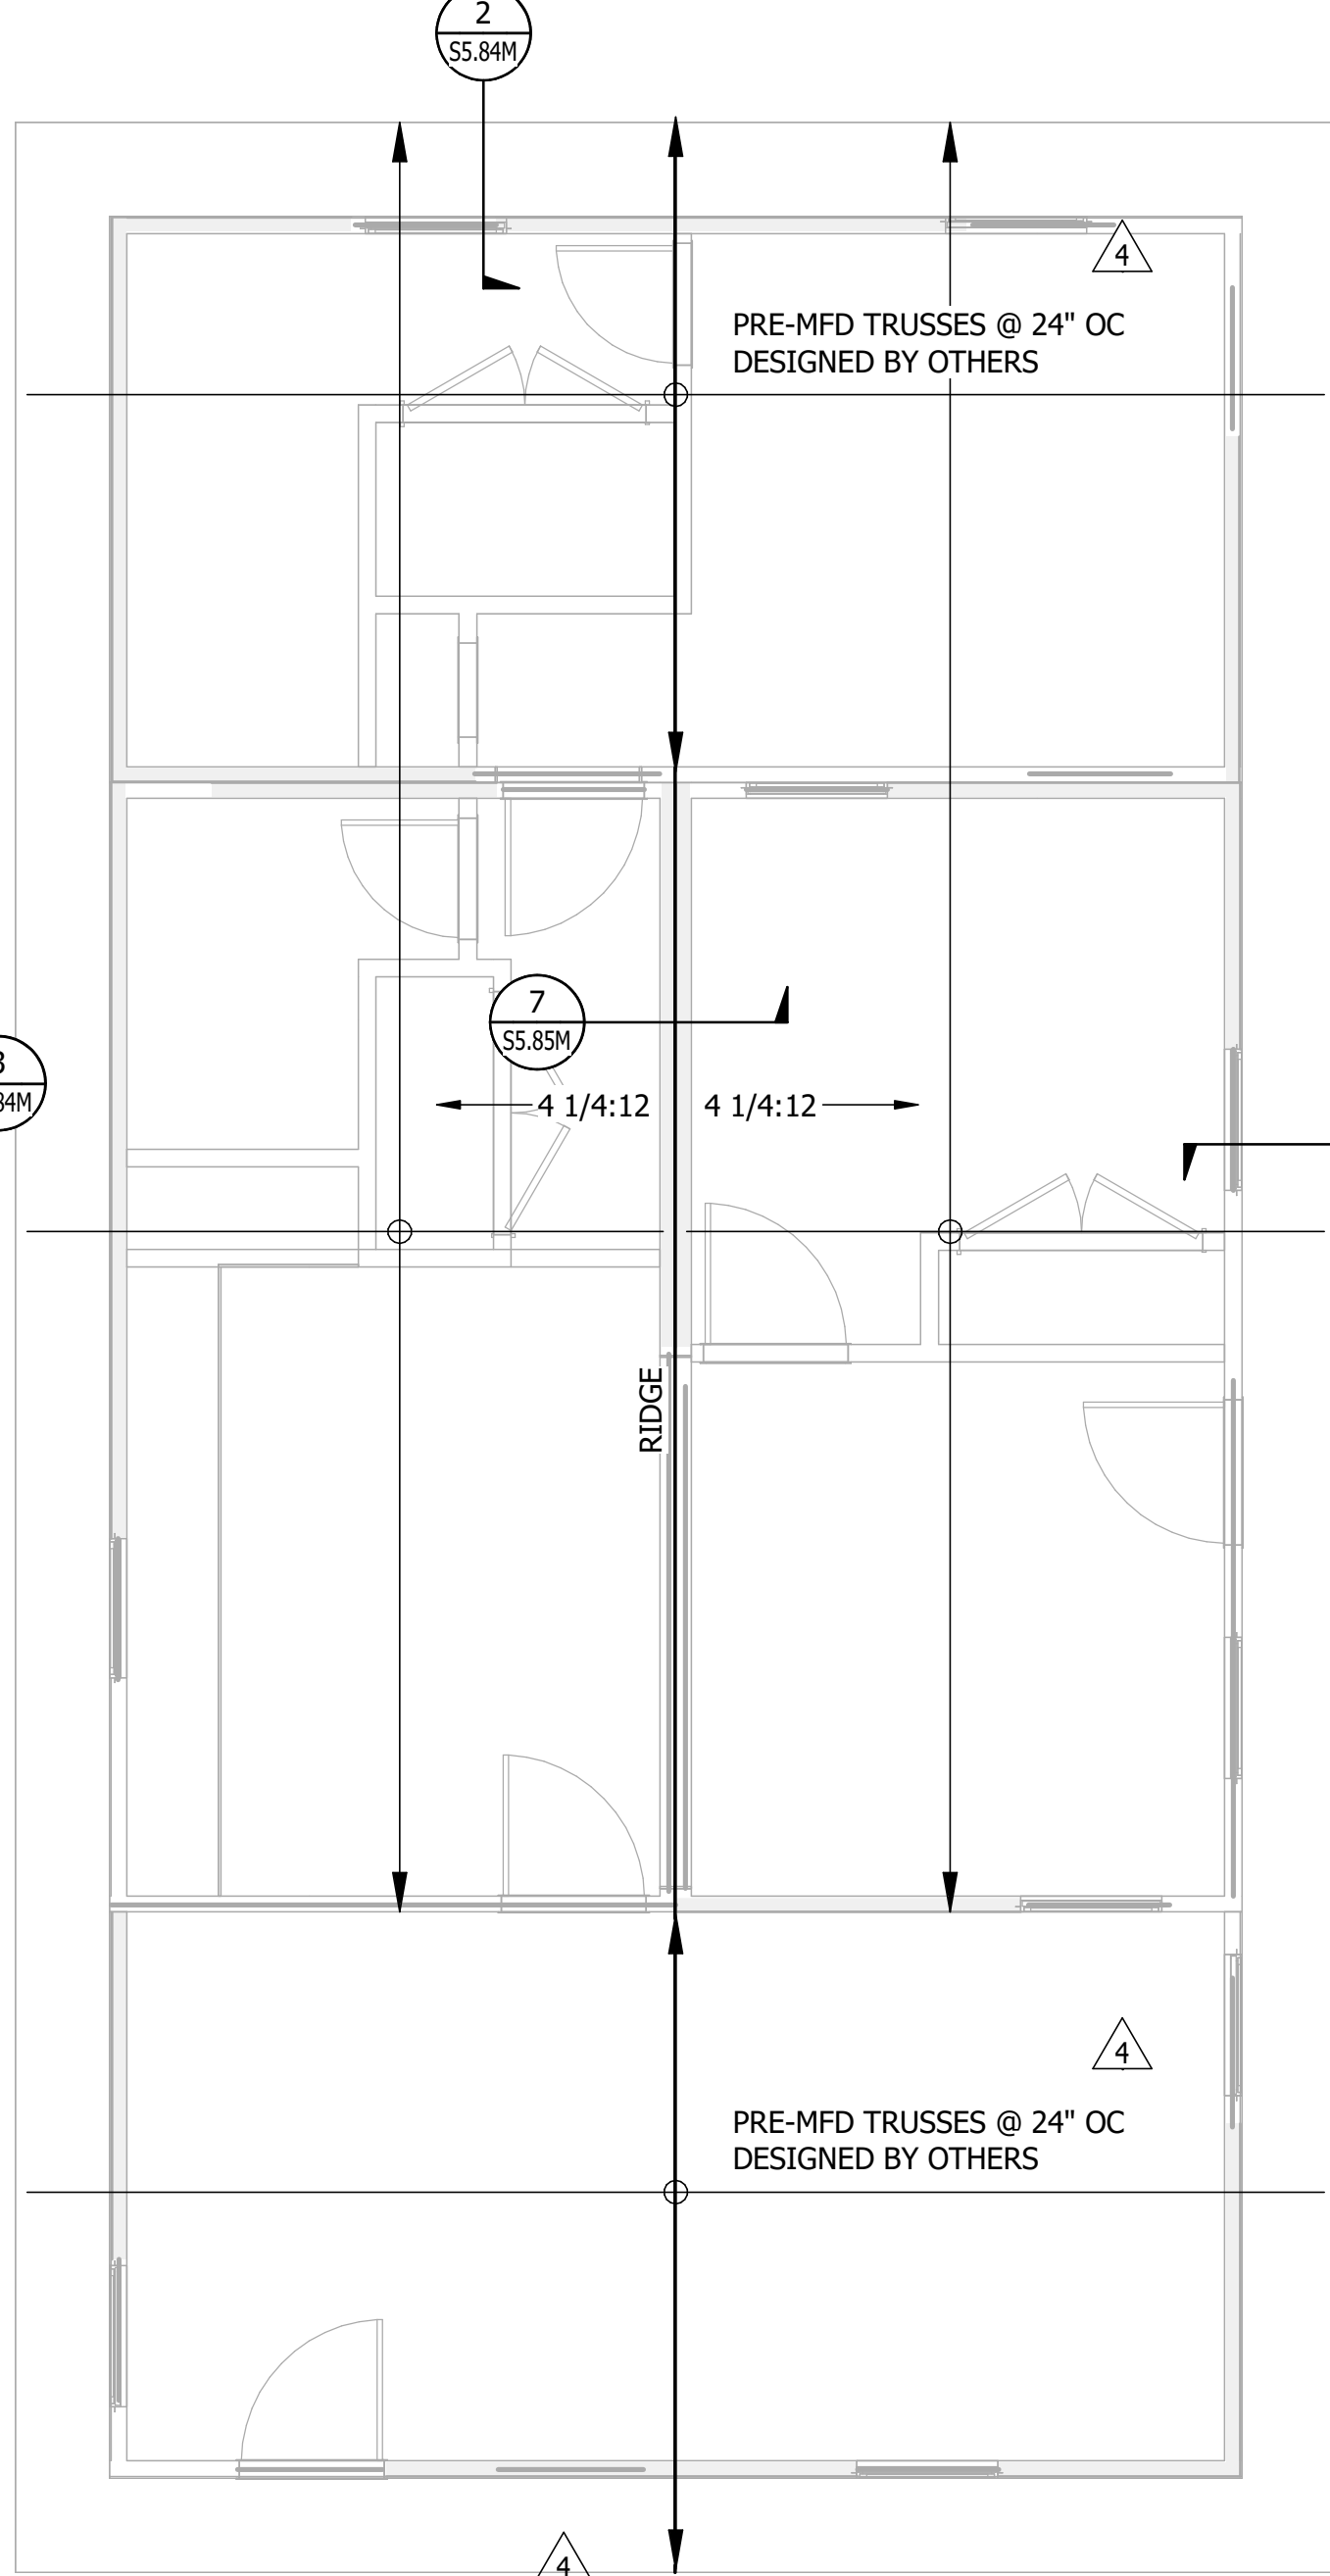 2
S5.84M
4
PRE-MFD TRUSSES @ 24" OC
DESIGNED BY OTHERS
7
S5.85M
4 1/4:12
4 1/4:12
RIDGE
4
PRE-MFD TRUSSES @ 24" OC
DESIGNED BY OTHERS
4